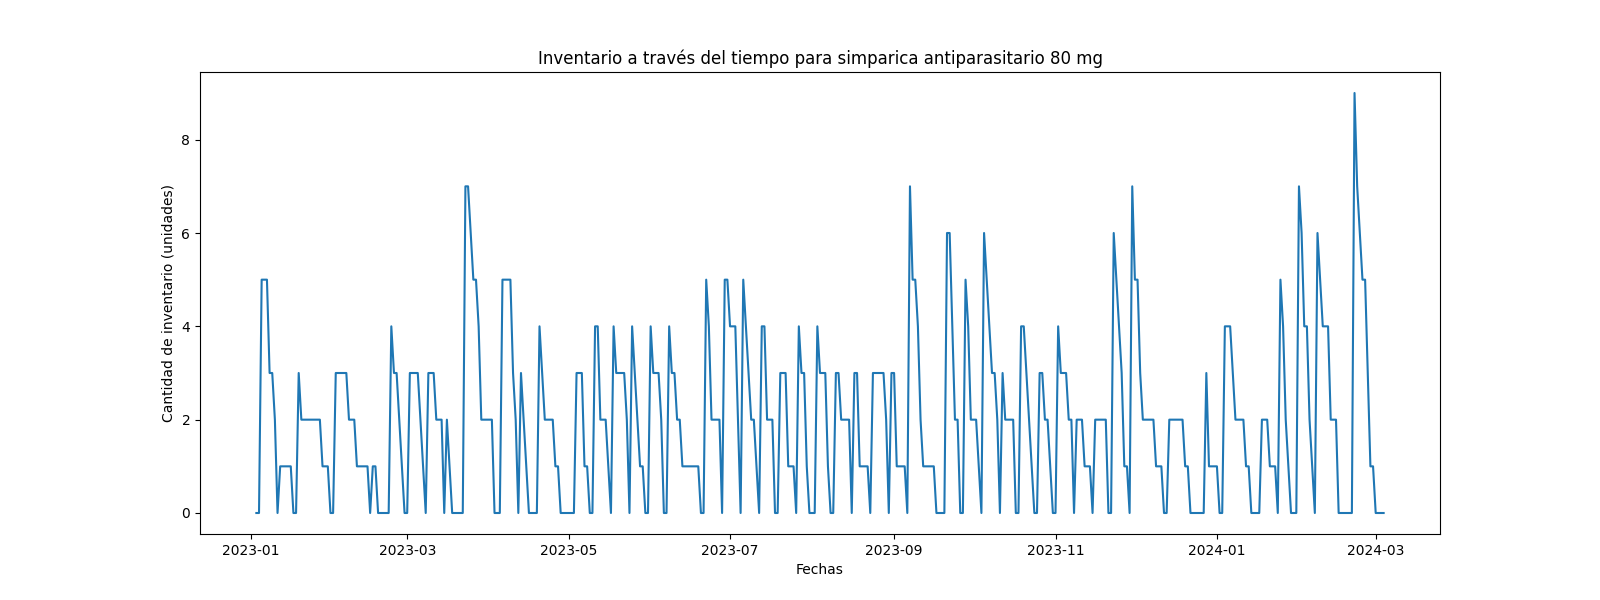 Inventario a través del tiempo para simparica antiparasitario 80 mg
Cantidad de inventario (unidades)
8
6
4
2
0
2023-01 2023-03 2023-05 2023-07 2023-09 2023-11 2024-01 2024-03
Fechas